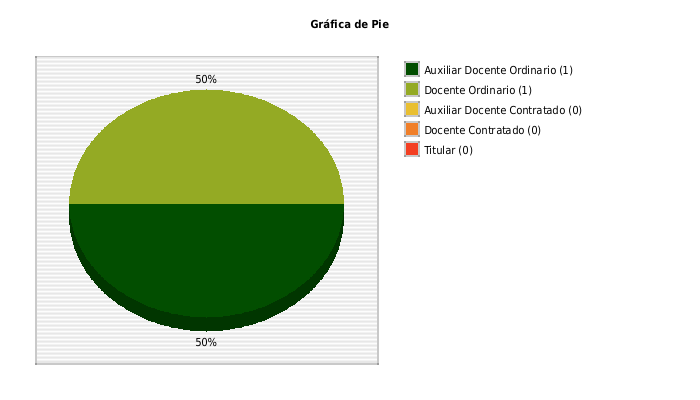 Gráfica de Pie
50%
50%
Auxiliar Docente Ordinario (1)
Docente Ordinario (1)
Auxiliar Docente Contratado (0)
Docente Contratado (0)
Titular (0)